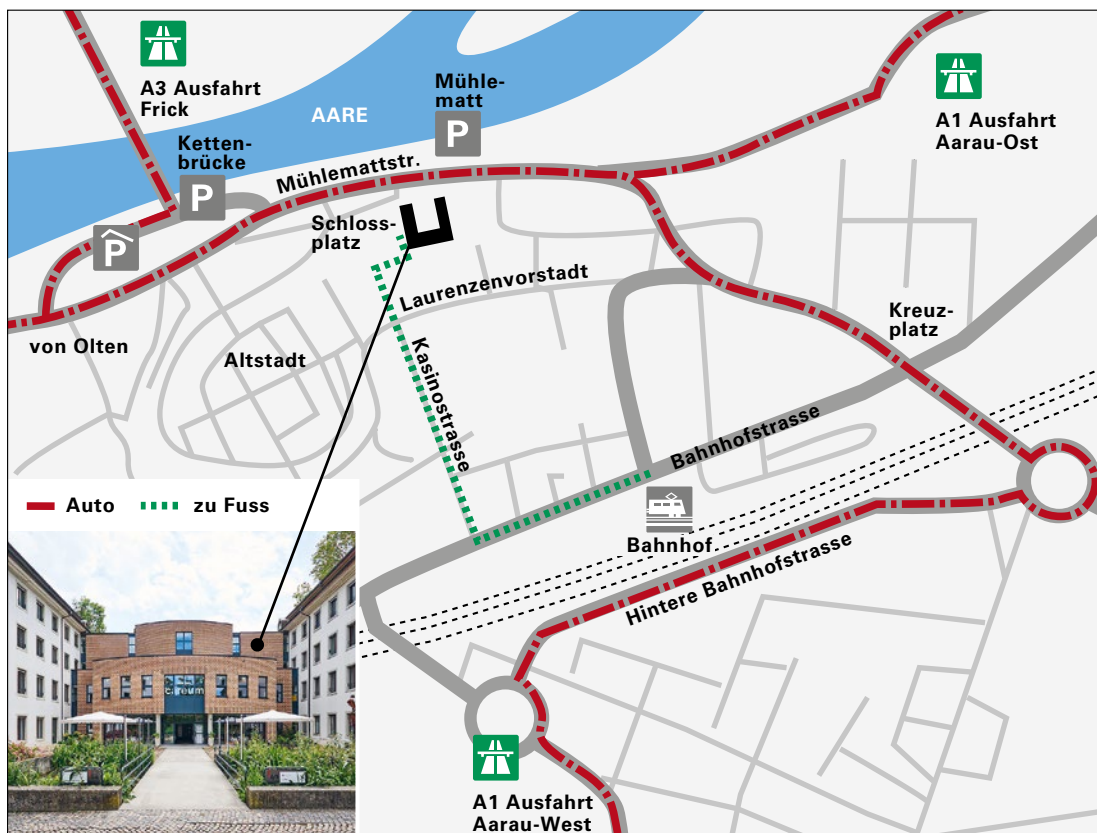 A3 Ausfahrt
Frick
AARE
Mühle-
matt
P
A1 Ausfahrt
Aarau-Ost
Ketten-
brücke
P
Mühlemattstr.
P
Schloss-
platz
Laurenzenvorstadt
Kreuz-
platz
von Olten
Altstadt
Kasinostrasse
Bahnhofstrasse
Auto
zu Fuss
Bahnhof
Hintere Bahnhofstrasse
careum
A1 Ausfahrt
Aarau-West